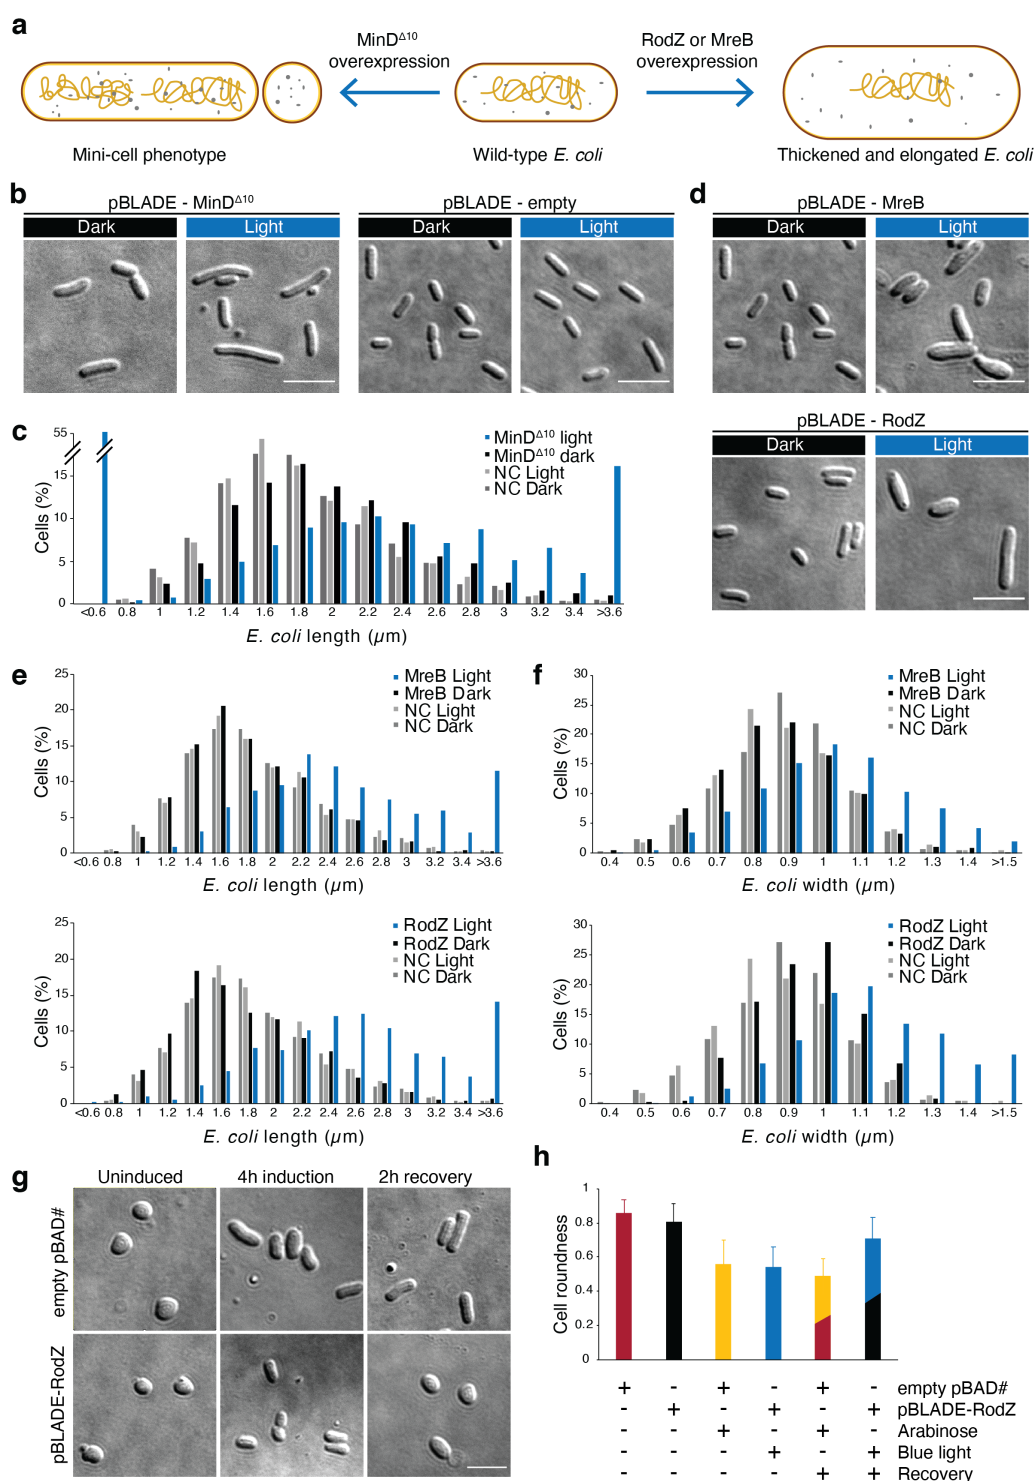 a
MinDΔ10
overexpression
RodZ or MreB
overexpression
Mini-cell phenotype
Wild-type E. coli
Thickened and elongated E. coli
b
pBLADE - MinDΔ10
Dark
Light
pBLADE - empty
Dark
Light
d
pBLADE - MreB
Dark
Light
pBLADE - RodZ
Dark
Light
c
Cells (%)
55
15
10
5
0
MinDΔ10 light
MinDΔ10 dark
NC Light
NC Dark
<0.6 0.8 1 1.2 1.4 1.6 1.8 2 2.2 2.4 2.6 2.8 3 3.2 3.4 >3.6
E. coli length (µm)
e
Cells (%)
25
20
15
10
5
0
MreB Light
MreB Dark
NC Light
NC Dark
<0.6 0.8 1 1.2 1.4 1.6 1.8 2 2.2 2.4 2.6 2.8 3 3.2 3.4 >3.6
E. coli length (µm)
f
Cells (%)
30
25
20
15
10
5
0
MreB Light
MreB Dark
NC Light
NC Dark
0.4 0.5 0.6 0.7 0.8 0.9 1 1.1 1.2 1.3 1.4 >1.5
E. coli width (µm)
Cells (%)
25
20
15
10
5
0
RodZ Light
RodZ Dark
NC Light
NC Dark
<0.6 0.8 1 1.2 1.4 1.6 1.8 2 2.2 2.4 2.6 2.8 3 3.2 3.4 >3.6
E. coli length (µm)
Cells (%)
30
25
20
15
10
5
0
RodZ Light
RodZ Dark
NC Light
NC Dark
0.4 0.5 0.6 0.7 0.8 0.9 1 1.1 1.2 1.3 1.4 >1.5
E. coli width (µm)
g
Uninduced
4h induction
2h recovery
empty pBAD#
pBLADE-RodZ
h
Cell roundness
1
0.8
0.6
0.4
0.2
0
+ - + - + - empty pBAD#
- + - + - + pBLADE-RodZ
- - + - + - Arabinose
- - - + - + Blue light
- - - - + + Recovery